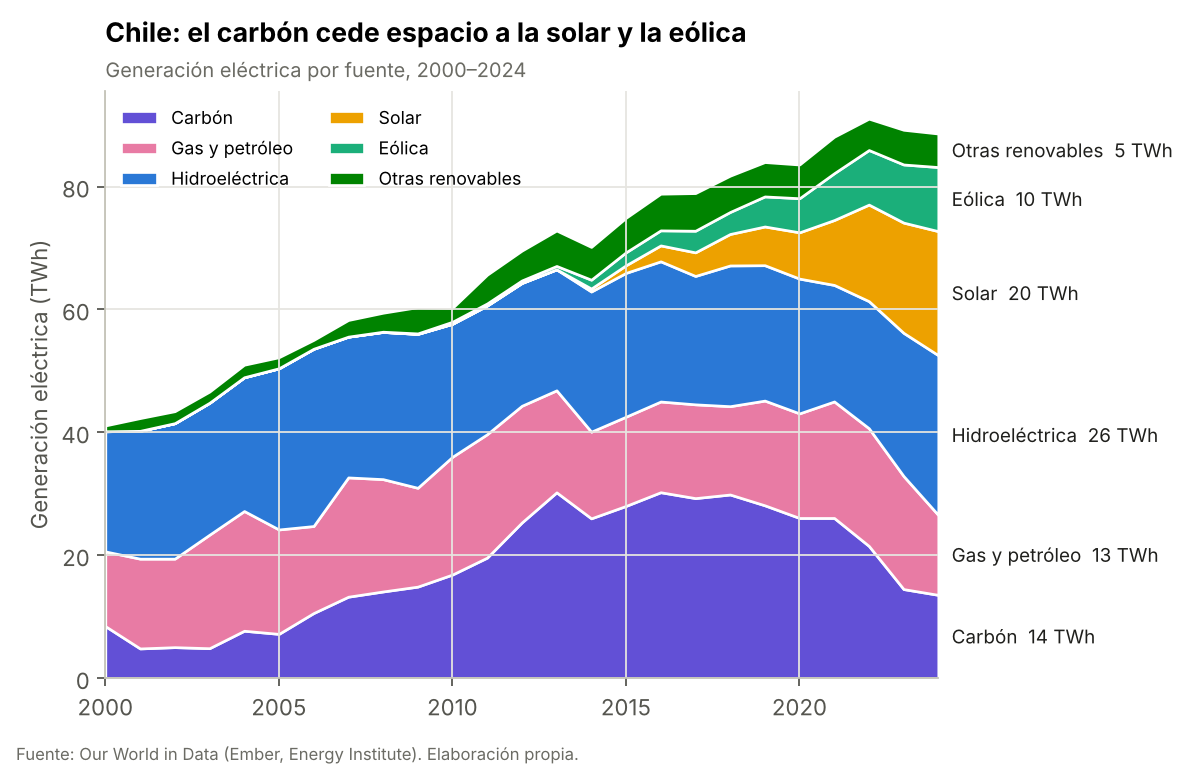 Chile: el carbón cede espacio a la solar y la eólica
Generación eléctrica por fuente, 2000–2024
Carbón
Gas y petróleo
Hidroeléctrica
Solar
Eólica
Otras renovables
Generación eléctrica (TWh)
80
60
40
20
0
2000
2005
2010
2015
2020
Otras renovables 5 TWh
Eólica 10 TWh
Solar 20 TWh
Hidroeléctrica 26 TWh
Gas y petróleo 13 TWh
Carbón 14 TWh
Fuente: Our World in Data (Ember, Energy Institute). Elaboración propia.